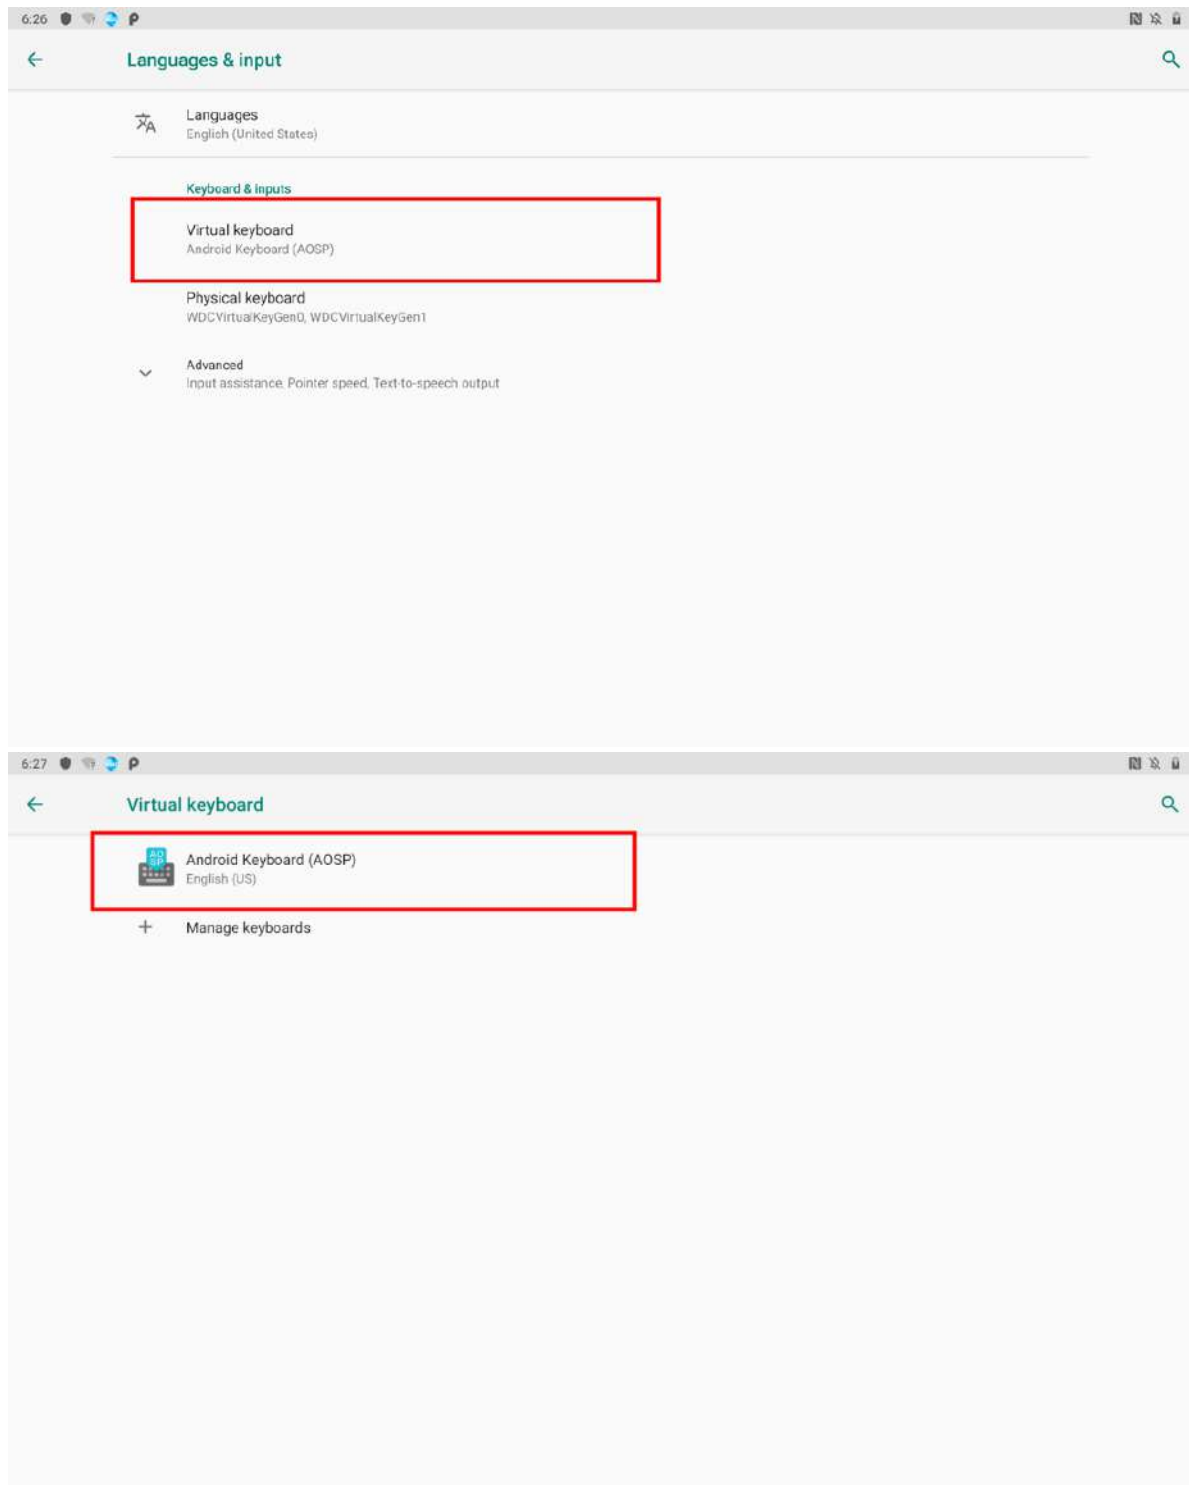 6:26
Languages & input
Languages
English (United States)
Keyboard & inputs
Virtual keyboard
Android Keyboard (AOSP)
Physical keyboard
WDCVirtualKeyGen0, WDCVirtualKeyGen1
Advanced
Input assistance, Pointer speed, Text-to-speech output
6:27
Virtual keyboard
AO
SP
Android Keyboard (AOSP)
English (US)
Manage keyboards